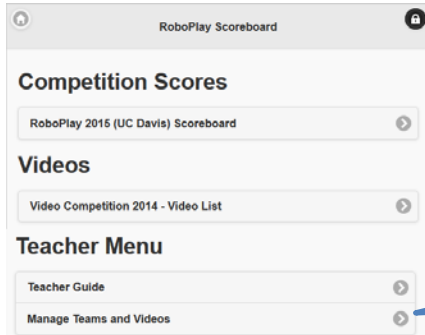 RoboPlay Scoreboard
Competition Scores
RoboPlay 2015 (UC Davis) Scoreboard
Videos
Video Competition 2014 - Video List
Teacher Menu
Teacher Guide
Manage Teams and Videos